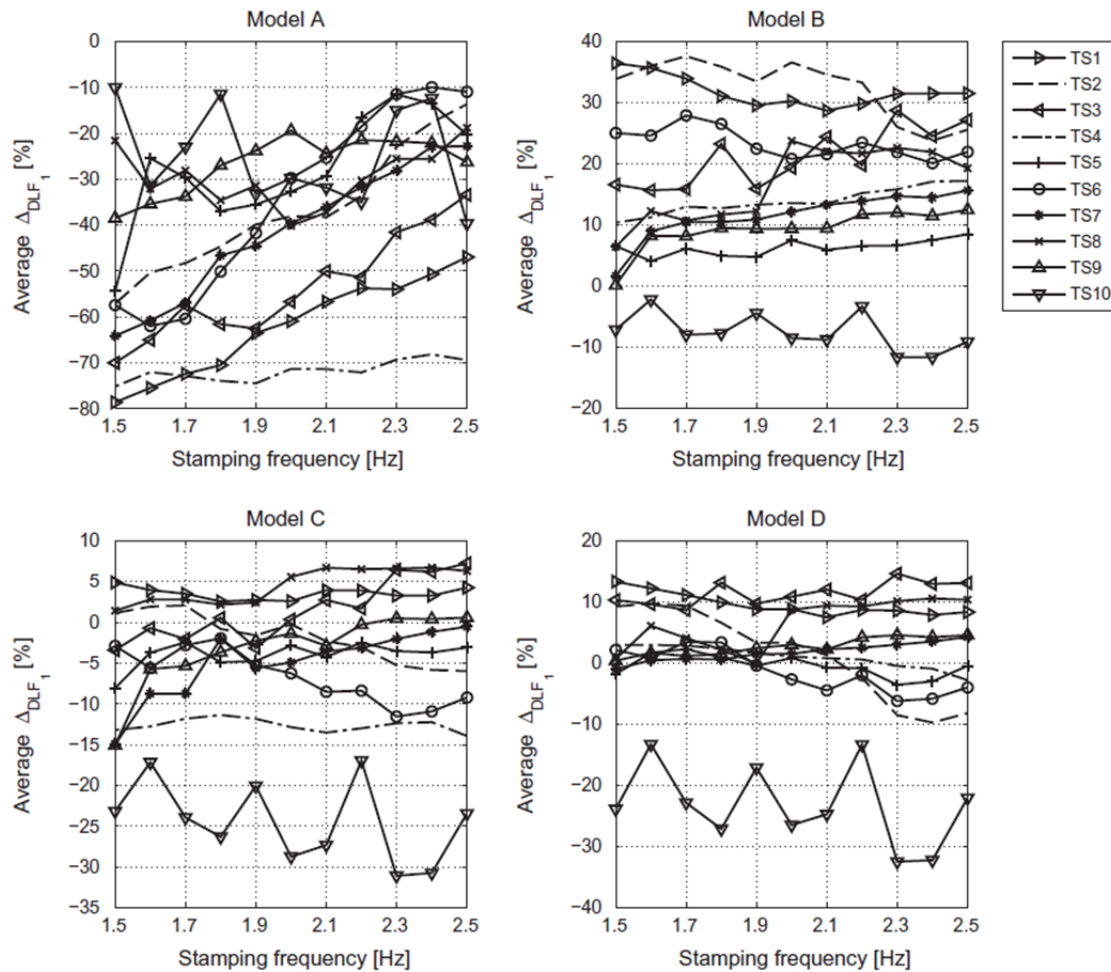 Model A
0
−10
−20
−30
−40
−50
−60
−70
−80
Average Δ_DLF_1 [%]
1.5 1.7 1.9 2.1 2.3 2.5
Stamping frequency [Hz]
Model B
40
30
20
10
0
−10
−20
Average Δ_DLF_1 [%]
1.5 1.7 1.9 2.1 2.3 2.5
Stamping frequency [Hz]
TS1
TS2
TS3
TS4
TS5
TS6
TS7
TS8
TS9
TS10
Model C
10
5
0
−5
−10
−15
−20
−25
−30
−35
Average Δ_DLF_1 [%]
1.5 1.7 1.9 2.1 2.3 2.5
Stamping frequency [Hz]
Model D
20
10
0
−10
−20
−30
−40
Average Δ_DLF_1 [%]
1.5 1.7 1.9 2.1 2.3 2.5
Stamping frequency [Hz]